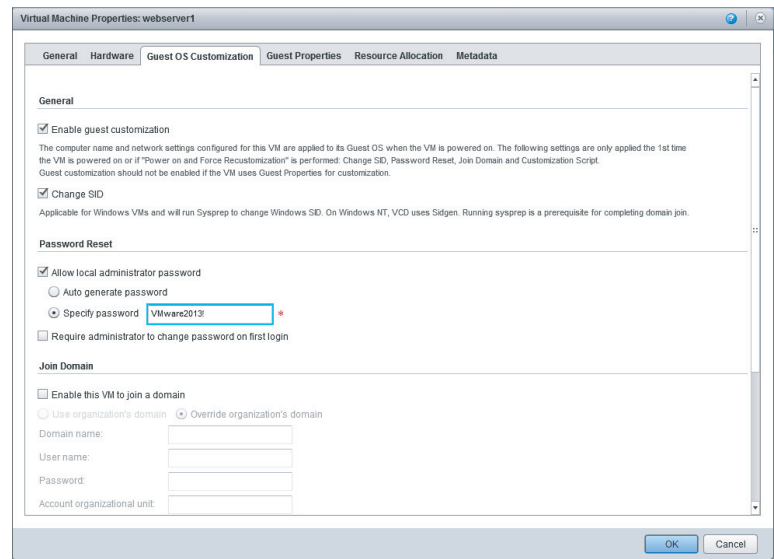 Virtual Machine Properties: webserver1
General Hardware Guest OS Customization Guest Properties Resource Allocation Metadata
General
Enable guest customization
The computer name and network settings configured for this VM are applied to its Guest OS when the VM is powered on. The following settings are only applied the 1st time
the VM is powered on or if "Power on and Force Recustomization" is performed: Change SID, Password Reset, Join Domain and Customization Script.
Guest customization should not be enabled if the VM uses Guest Properties for customization.
Change SID
Applicable for Windows VMs and will run Sysprep to change Windows SID. On Windows NT, VCD uses Sidgen. Running sysprep is a prerequisite for completing domain join.
Password Reset
Allow local administrator password
Auto generate password
Specify password VMware2013! *
Require administrator to change password on first login
Join Domain
Enable this VM to join a domain
Use organization's domain Override organization's domain
Domain name:
User name:
Password:
Account organizational unit:
OK Cancel